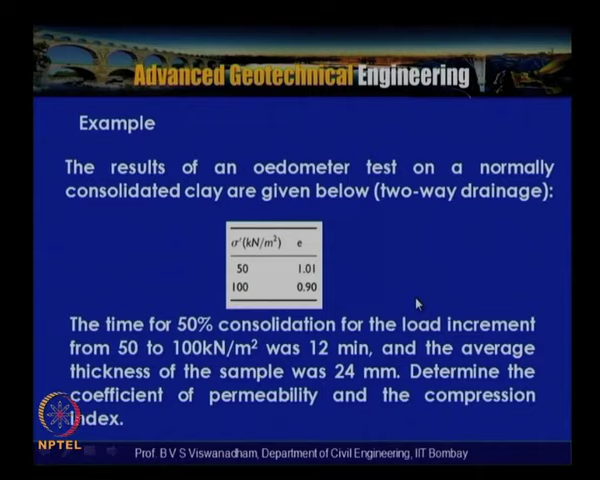 Advanced Geotechnical Engineering
Example
The results of an oedometer test on a normally
consolidated clay are given below (two-way drainage):
σ'(kN/m²) e
50 1.01
100 0.90
The time for 50% consolidation for the load increment
from 50 to 100kN/m² was 12 min, and the average
thickness of the sample was 24 mm. Determine the
coefficient of permeability and the compression
index.
NPTEL
Prof. B V S Viswanadham, Department of Civil Engineering, IIT Bombay